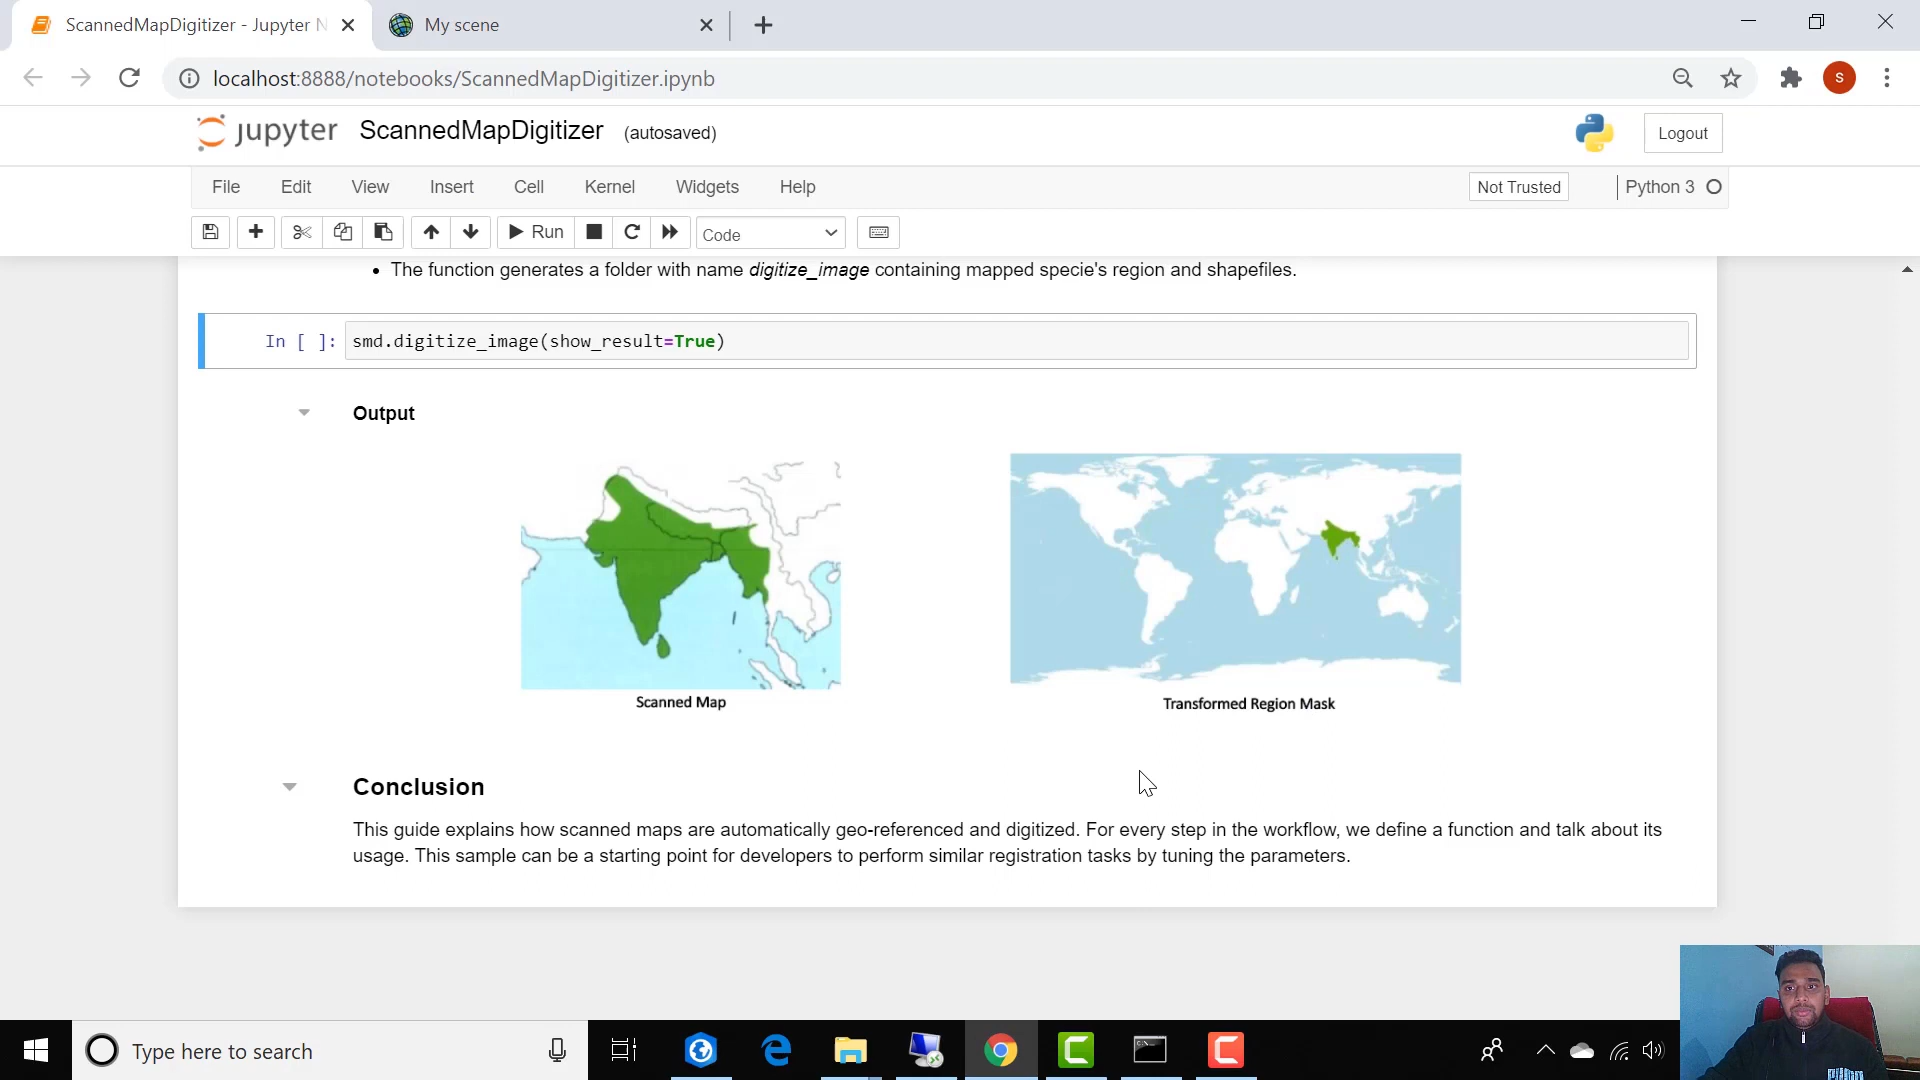 ScannedMapDigitizer - Jupyter N
My scene
localhost:8888/notebooks/ScannedMapDigitizer.ipynb
S
jupyter ScannedMapDigitizer (autosaved)
Logout
File Edit View Insert Cell Kernel Widgets Help
Not Trusted Python 3
Run Code
• The function generates a folder with name digitize_image containing mapped specie's region and shapefiles.
In [ ]: smd.digitize_image(show_result=True)
Output
Scanned Map
Transformed Region Mask
Conclusion
This guide explains how scanned maps are automatically geo-referenced and digitized. For every step in the workflow, we define a function and talk about its
usage. This sample can be a starting point for developers to perform similar registration tasks by tuning the parameters.
Type here to search